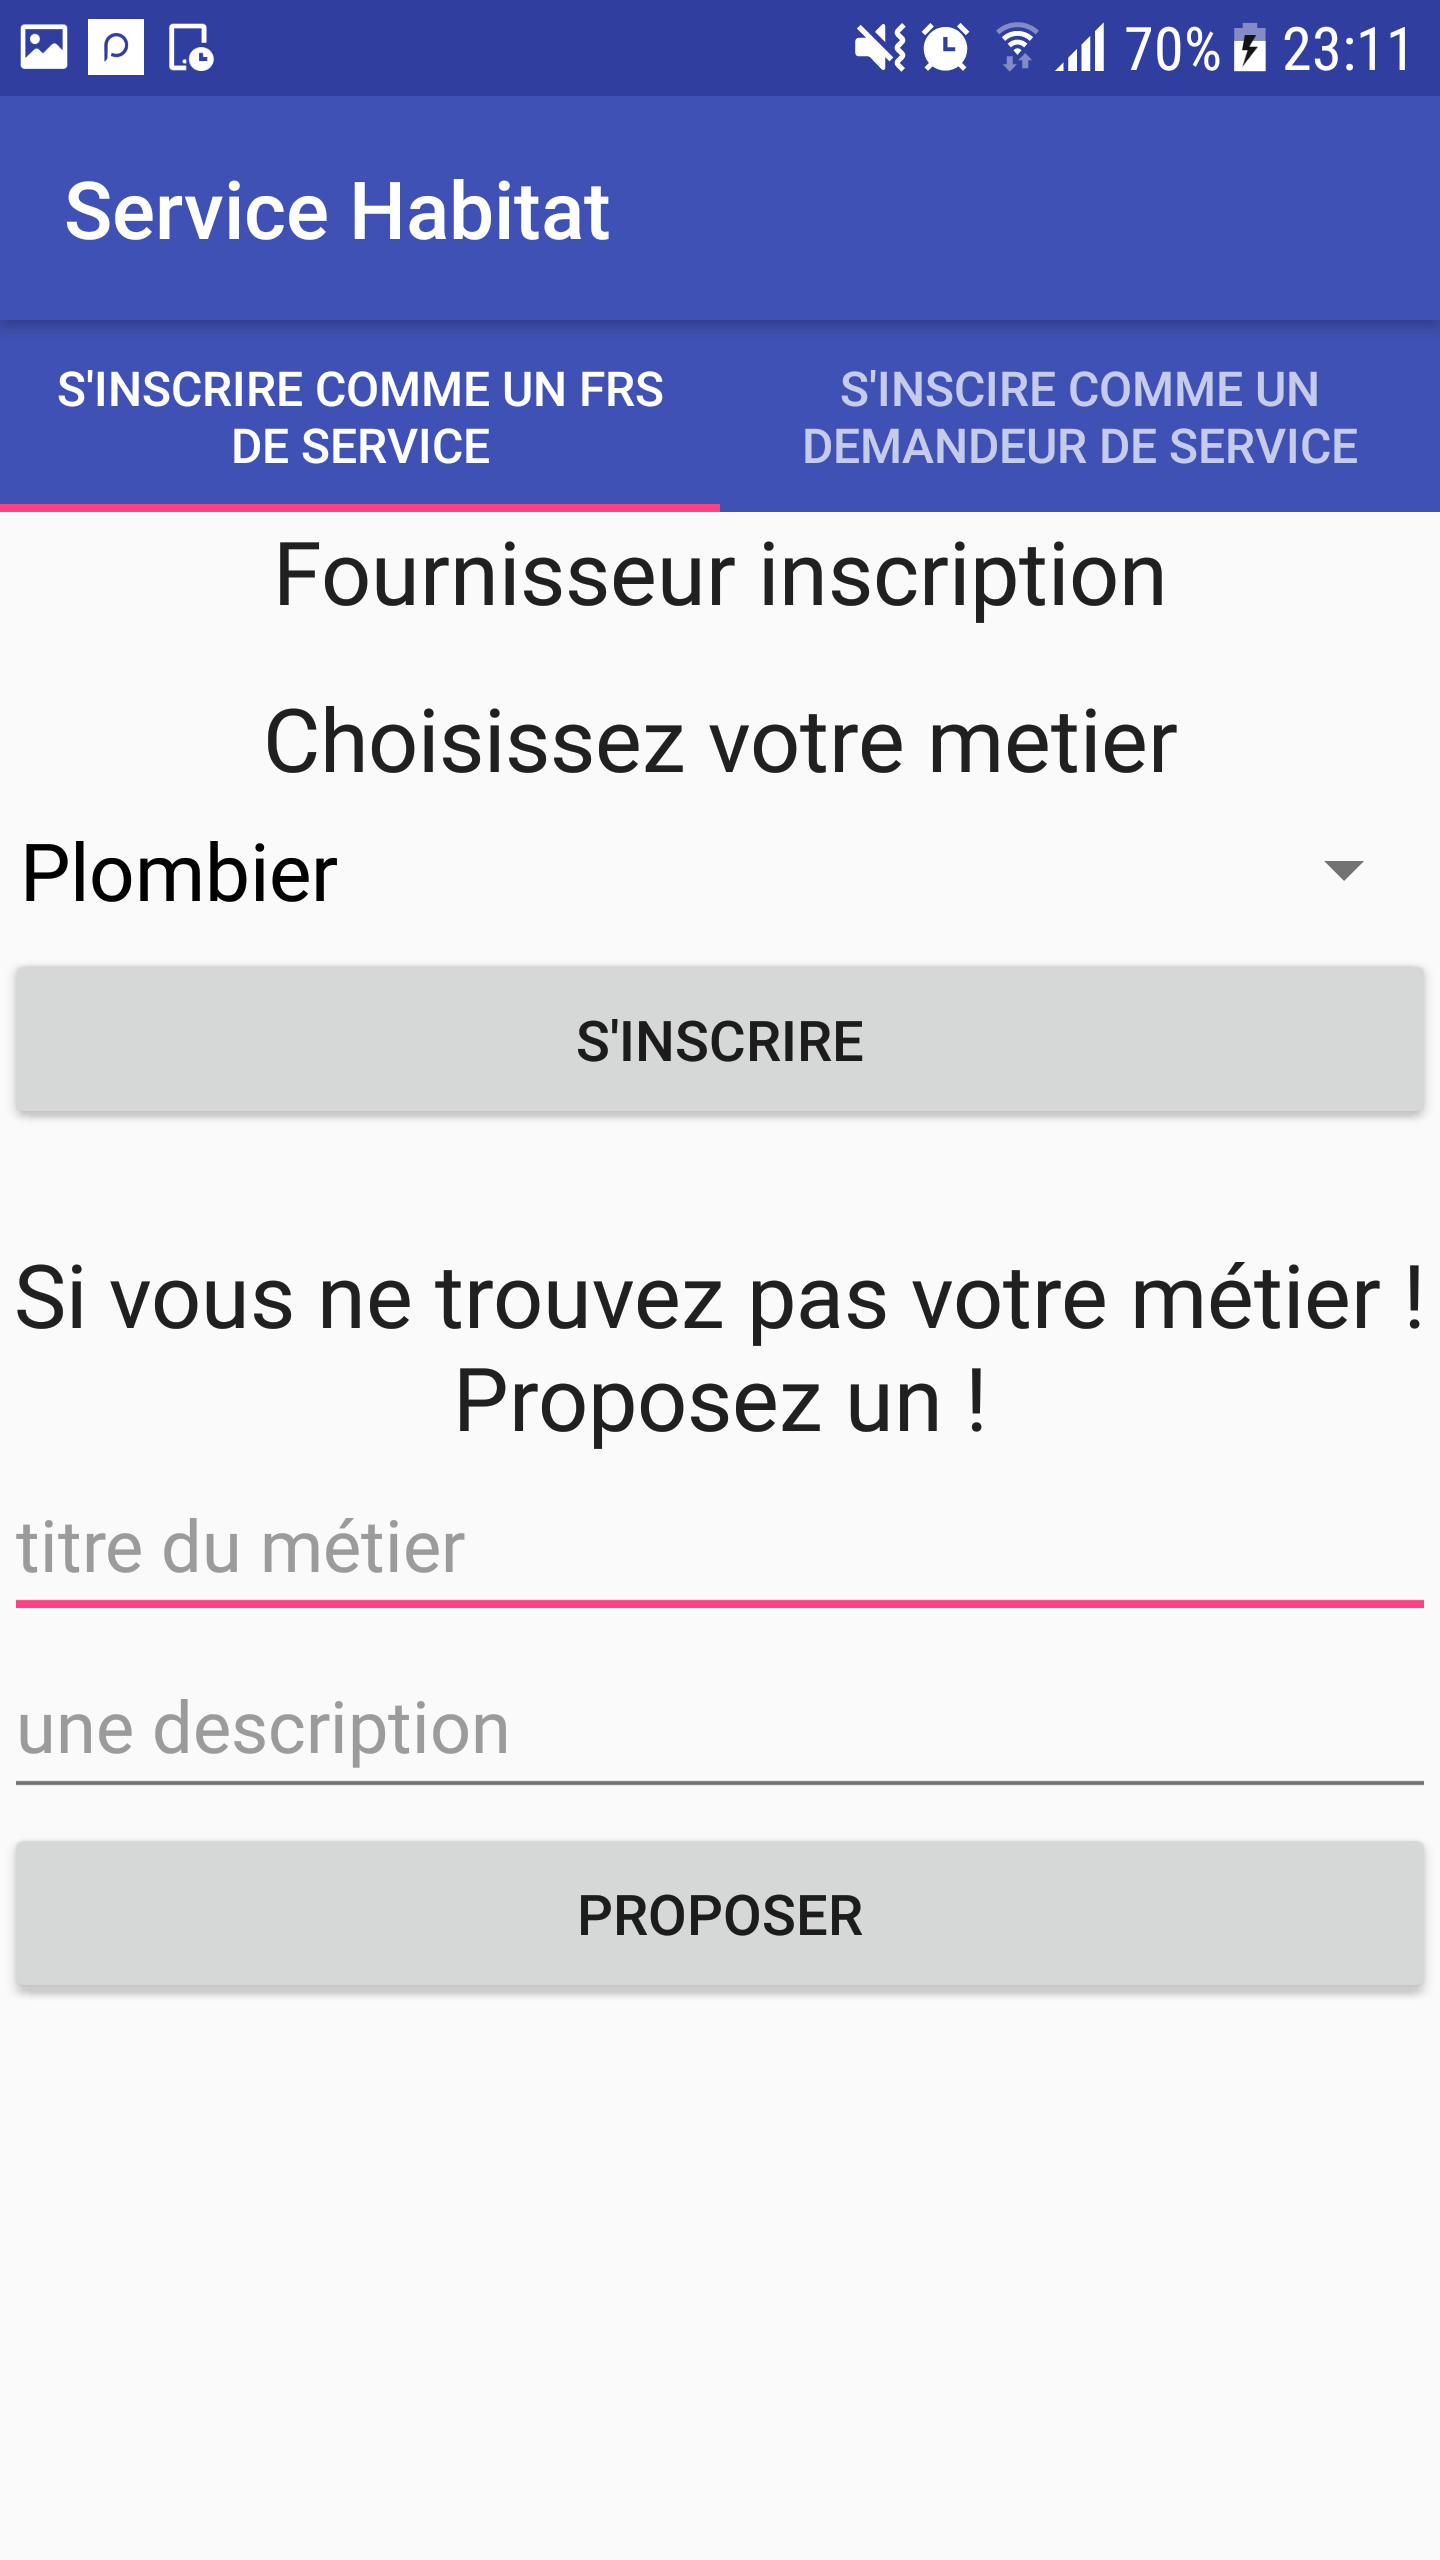 70% 23:11
Service Habitat
S'INSCRIRE COMME UN FRS
DE SERVICE
S'INSCIRE COMME UN
DEMANDEUR DE SERVICE
Fournisseur inscription
Choisissez votre metier
Plombier
S'INSCRIRE
Si vous ne trouvez pas votre métier !
Proposez un !
titre du métier
une description
PROPOSER